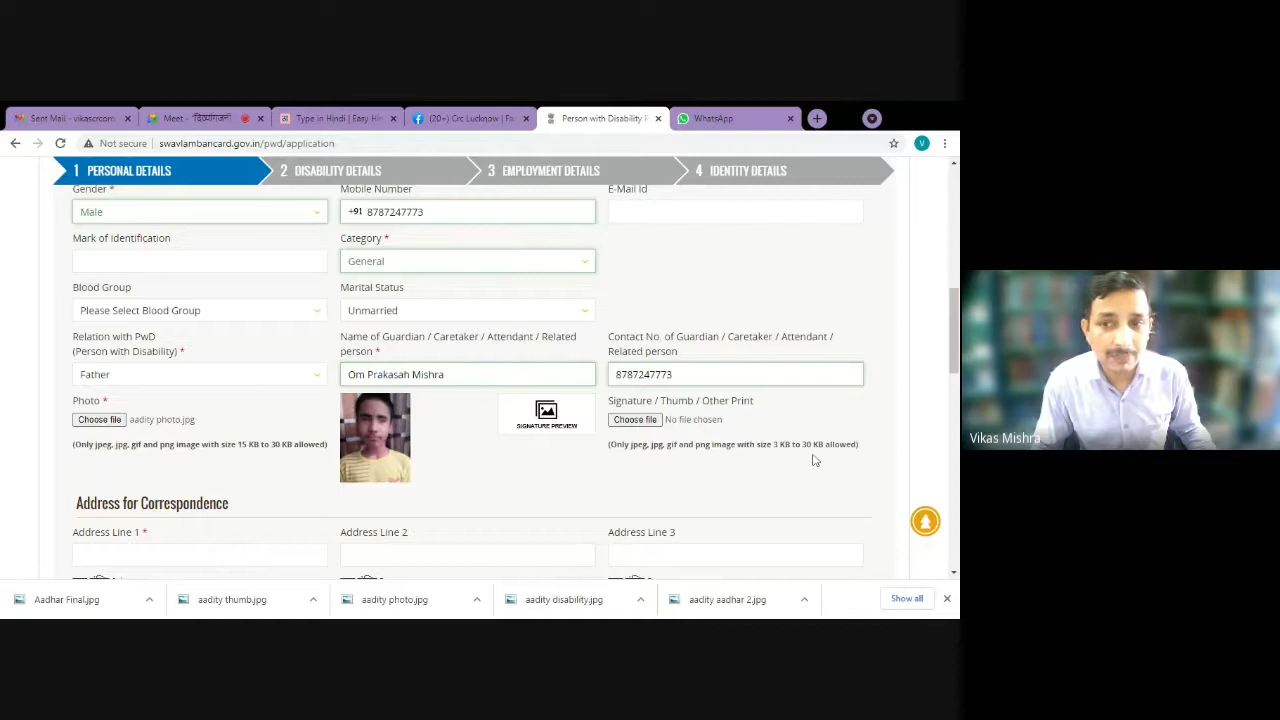 Sent Mail - vikascrcom
Meet - "दिव्यांगजनों
Type in Hindi | Easy Hin
(20+) Crc Lucknow | Fa
Person with Disability R
WhatsApp
Not secure | swavlambancard.gov.in/pwd/application
V
1 PERSONAL DETAILS
2 DISABILITY DETAILS
3 EMPLOYMENT DETAILS
4 IDENTITY DETAILS
Gender *
Mobile Number
E-Mail Id
Male
+91 8787247773
Mark of Identification
Category *
General
Blood Group
Marital Status
Please Select Blood Group
Unmarried
Relation with PwD
(Person with Disability) *
Name of Guardian / Caretaker / Attendant / Related
person *
Contact No. of Guardian / Caretaker / Attendant /
Related person
Father
Om Prakasah Mishra
8787247773
Photo *
Signature / Thumb / Other Print
Choose file aadity photo.jpg
SIGNATURE PREVIEW
Choose file No file chosen
(Only jpeg, jpg, gif and png image with size 15 KB to 30 KB allowed)
(Only jpeg, jpg, gif and png image with size 3 KB to 30 KB allowed)
Vikas Mishra
Address for Correspondence
Address Line 1 *
Address Line 2
Address Line 3
Aadhar Final.jpg
aadity thumb.jpg
aadity photo.jpg
aadity disability.jpg
aadity aadhar 2.jpg
Show all